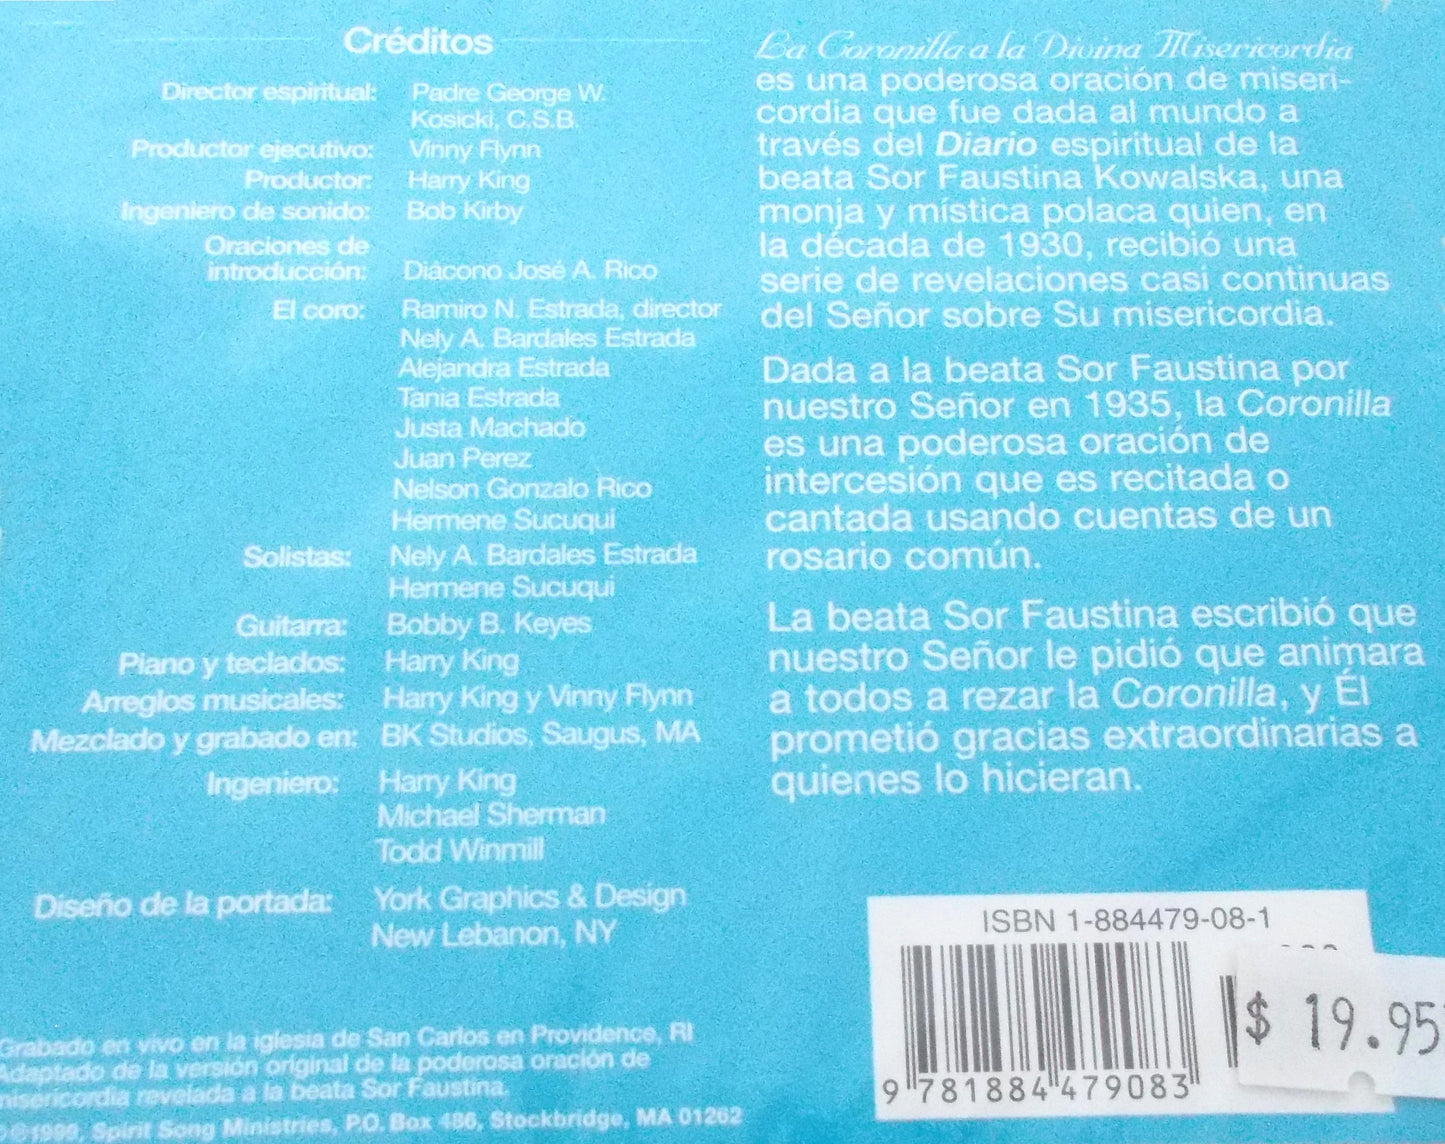 Créditos
Director espiritual: Padre George W.
Kosicki, C.S.B.
Productor ejecutivo: Vinny Flynn
Productor: Harry King
Ingeniero de sonido: Bob Kirby
Oraciones de
introducción: Diácono José A. Rico
El coro: Ramiro N. Estrada, director
Nely A. Bardales Estrada
Alejandra Estrada
Tania Estrada
Justa Machado
Juan Perez
Nelson Gonzalo Rico
Hermene Sucuqui
Solistas: Nely A. Bardales Estrada
Hermene Sucuqui
Guitarra: Bobby B. Keyes
Piano y teclados: Harry King
Arreglos musicales: Harry King y Vinny Flynn
Mezclado y grabado en: BK Studios, Saugus, MA
Ingeniero: Harry King
Michael Sherman
Todd Winmill
Diseño de la portada: York Graphics & Design
New Lebanon, NY
Grabado en vivo en la iglesia de San Carlos en Providence, RI
Adaptado de la versión original de la poderosa oración de
misericordia revelada a la beata Sor Faustina.
℗©1999, Spirit Song Ministries, P.O. Box 486, Stockbridge, MA 01262
La Coronilla a la Divina Misericordia
es una poderosa oración de miseri-
cordia que fue dada al mundo a
través del Diario espiritual de la
beata Sor Faustina Kowalska, una
monja y mística polaca quien, en
la década de 1930, recibió una
serie de revelaciones casi continuas
del Señor sobre Su misericordia.
Dada a la beata Sor Faustina por
nuestro Señor en 1935, la Coronilla
es una poderosa oración de
intercesión que es recitada o
cantada usando cuentas de un
rosario común.
La beata Sor Faustina escribió que
nuestro Señor le pidió que animara
a todos a rezar la Coronilla, y Él
prometió gracias extraordinarias a
quienes lo hicieran.
ISBN 1-884479-08-1
$ 19.95
9 781884 479083